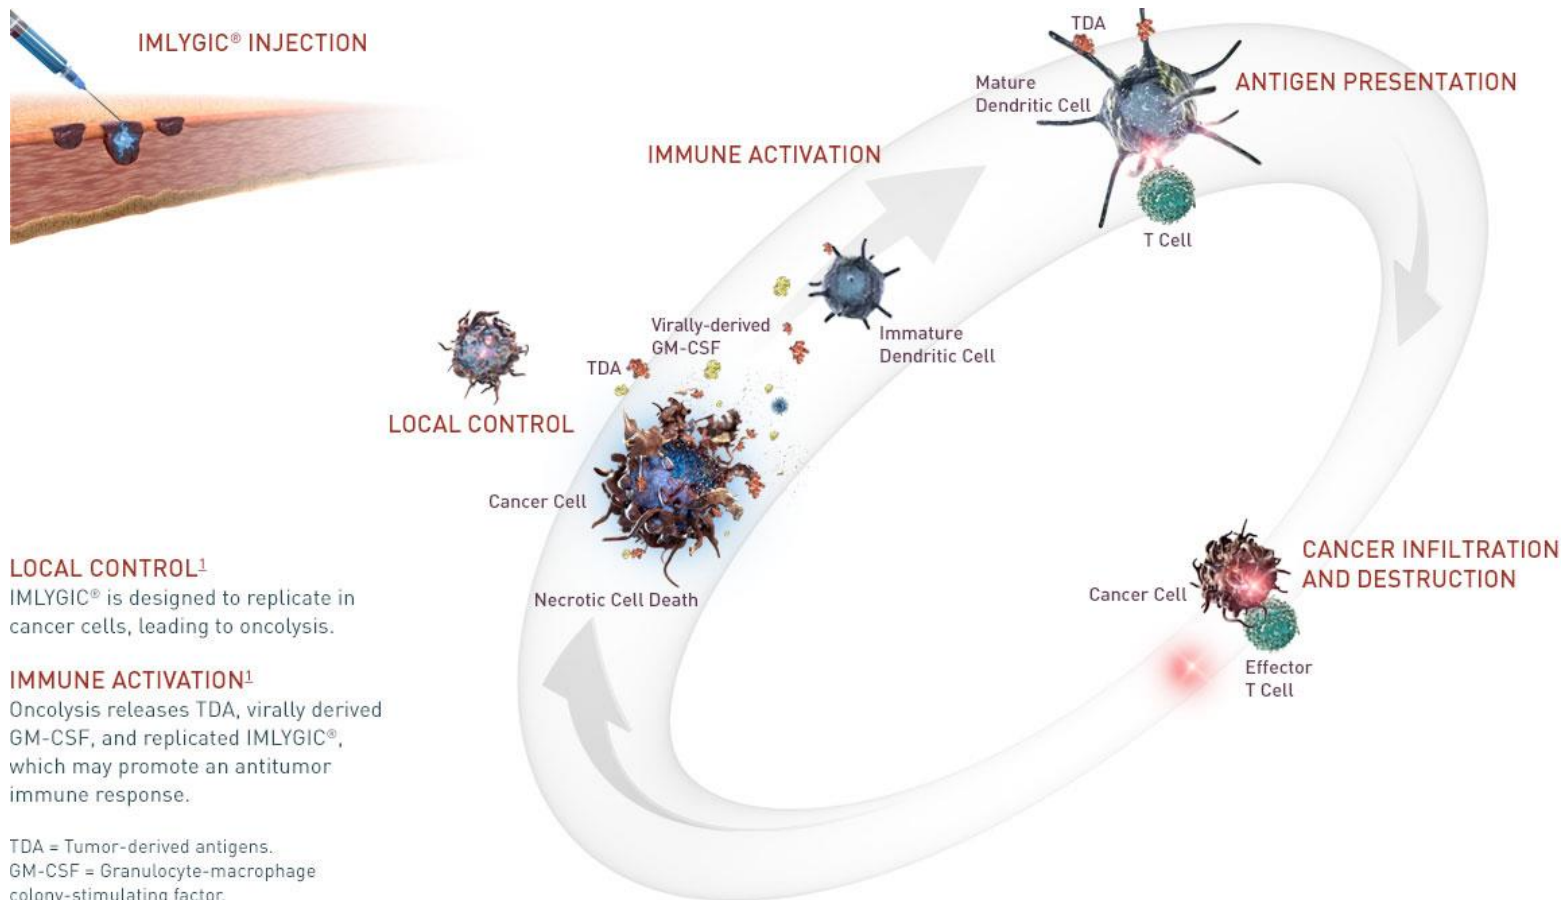 IMLYGIC® INJECTION
TDA
Mature
Dendritic Cell
ANTIGEN PRESENTATION
IMMUNE ACTIVATION
T Cell
Virally-derived
GM-CSF
Immature
Dendritic Cell
TDA
LOCAL CONTROL
Cancer Cell
Necrotic Cell Death
CANCER INFILTRATION
AND DESTRUCTION
Cancer Cell
Effector
T Cell
LOCAL CONTROL¹
IMLYGIC® is designed to replicate in
cancer cells, leading to oncolysis.
IMMUNE ACTIVATION¹
Oncolysis releases TDA, virally derived
GM-CSF, and replicated IMLYGIC®,
which may promote an antitumor
immune response.
TDA = Tumor-derived antigens.
GM-CSF = Granulocyte-macrophage
colony-stimulating factor.